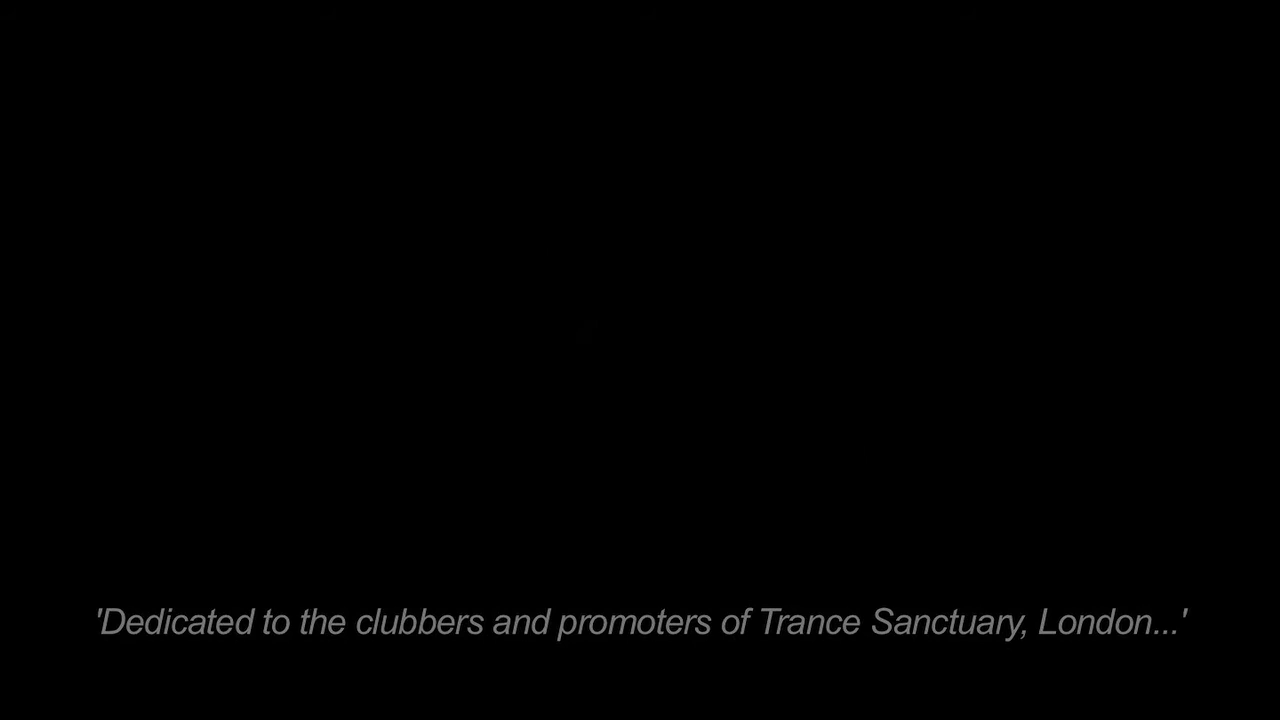 'Dedicated to the clubbers and promoters of Trance Sanctuary, London...'